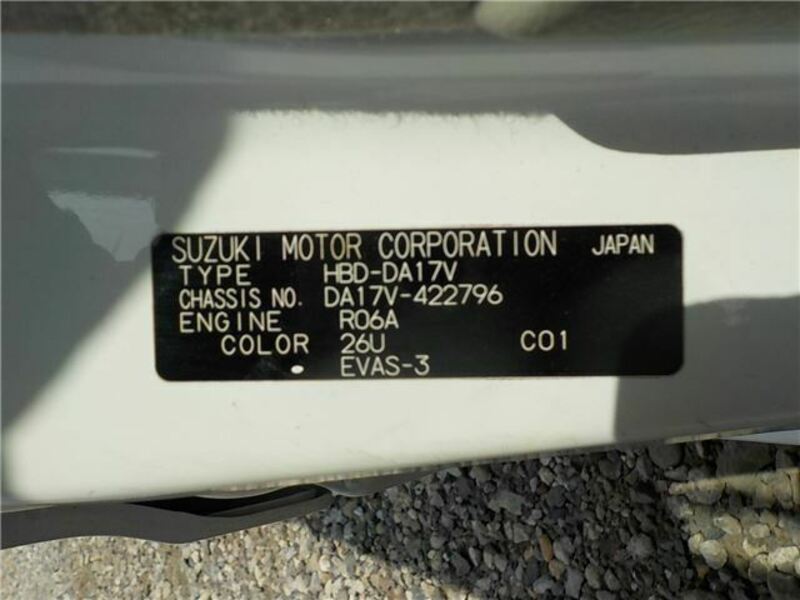 SUZUKI MOTOR CORPORATION JAPAN
TYPE HBD-DA17V
CHASSIS NO. DA17V-422796
ENGINE R06A
COLOR 26U C01
EVAS-3